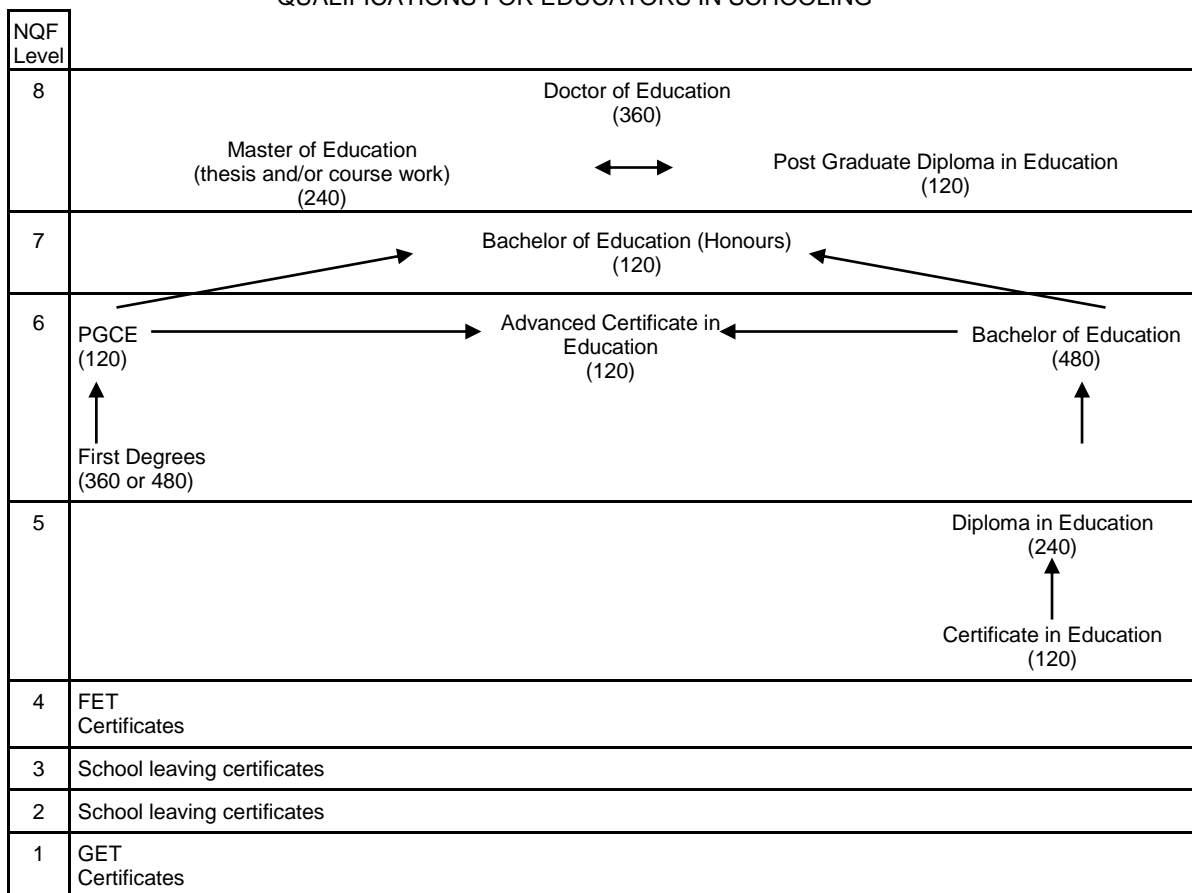 QUALIFICATIONS FOR EDUCATORS IN SCHOOLING
NQF
Level
8
Doctor of Education
(360)
Master of Education
(thesis and/or course work)
(240)
Post Graduate Diploma in Education
(120)
7
Bachelor of Education (Honours)
(120)
6
PGCE
(120)
Advanced Certificate in
Education
(120)
Bachelor of Education
(480)
First Degrees
(360 or 480)
5
Diploma in Education
(240)
Certificate in Education
(120)
4
FET
Certificates
3
School leaving certificates
2
School leaving certificates
1
GET
Certificates